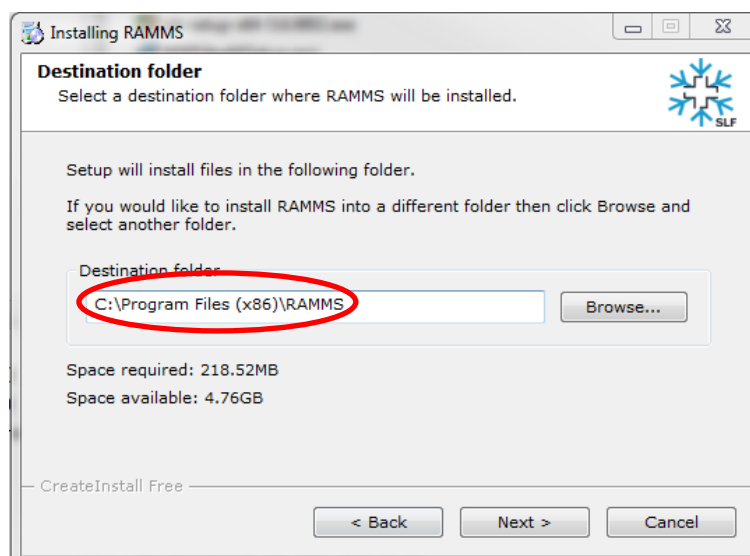 Installing RAMMS
Destination folder
Select a destination folder where RAMMS will be installed.
SLF
Setup will install files in the following folder.
If you would like to install RAMMS into a different folder then click Browse and
select another folder.
Destination folder
C:\Program Files (x86)\RAMMS
Browse...
Space required: 218.52MB
Space available: 4.76GB
CreateInstall Free
< Back
Next >
Cancel